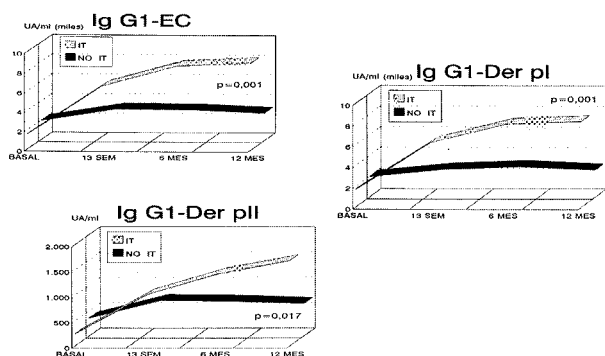 Ig G1-EC
UA/ml (miles)
10
8
6
4
2
0
IT
NO IT
p=0,001
BASAL
13 SEM
6 MES
12 MES
Ig G1-Der pI
UA/ml (miles)
10
8
6
4
2
0
IT
NO IT
p=0,001
BASAL
13 SEM
6 MES
12 MES
Ig G1-Der pII
UA/ml
2.000
1.500
1.000
500
0
IT
NO IT
p=0,017
BASAL
13 SEM
6 MES
12 MES